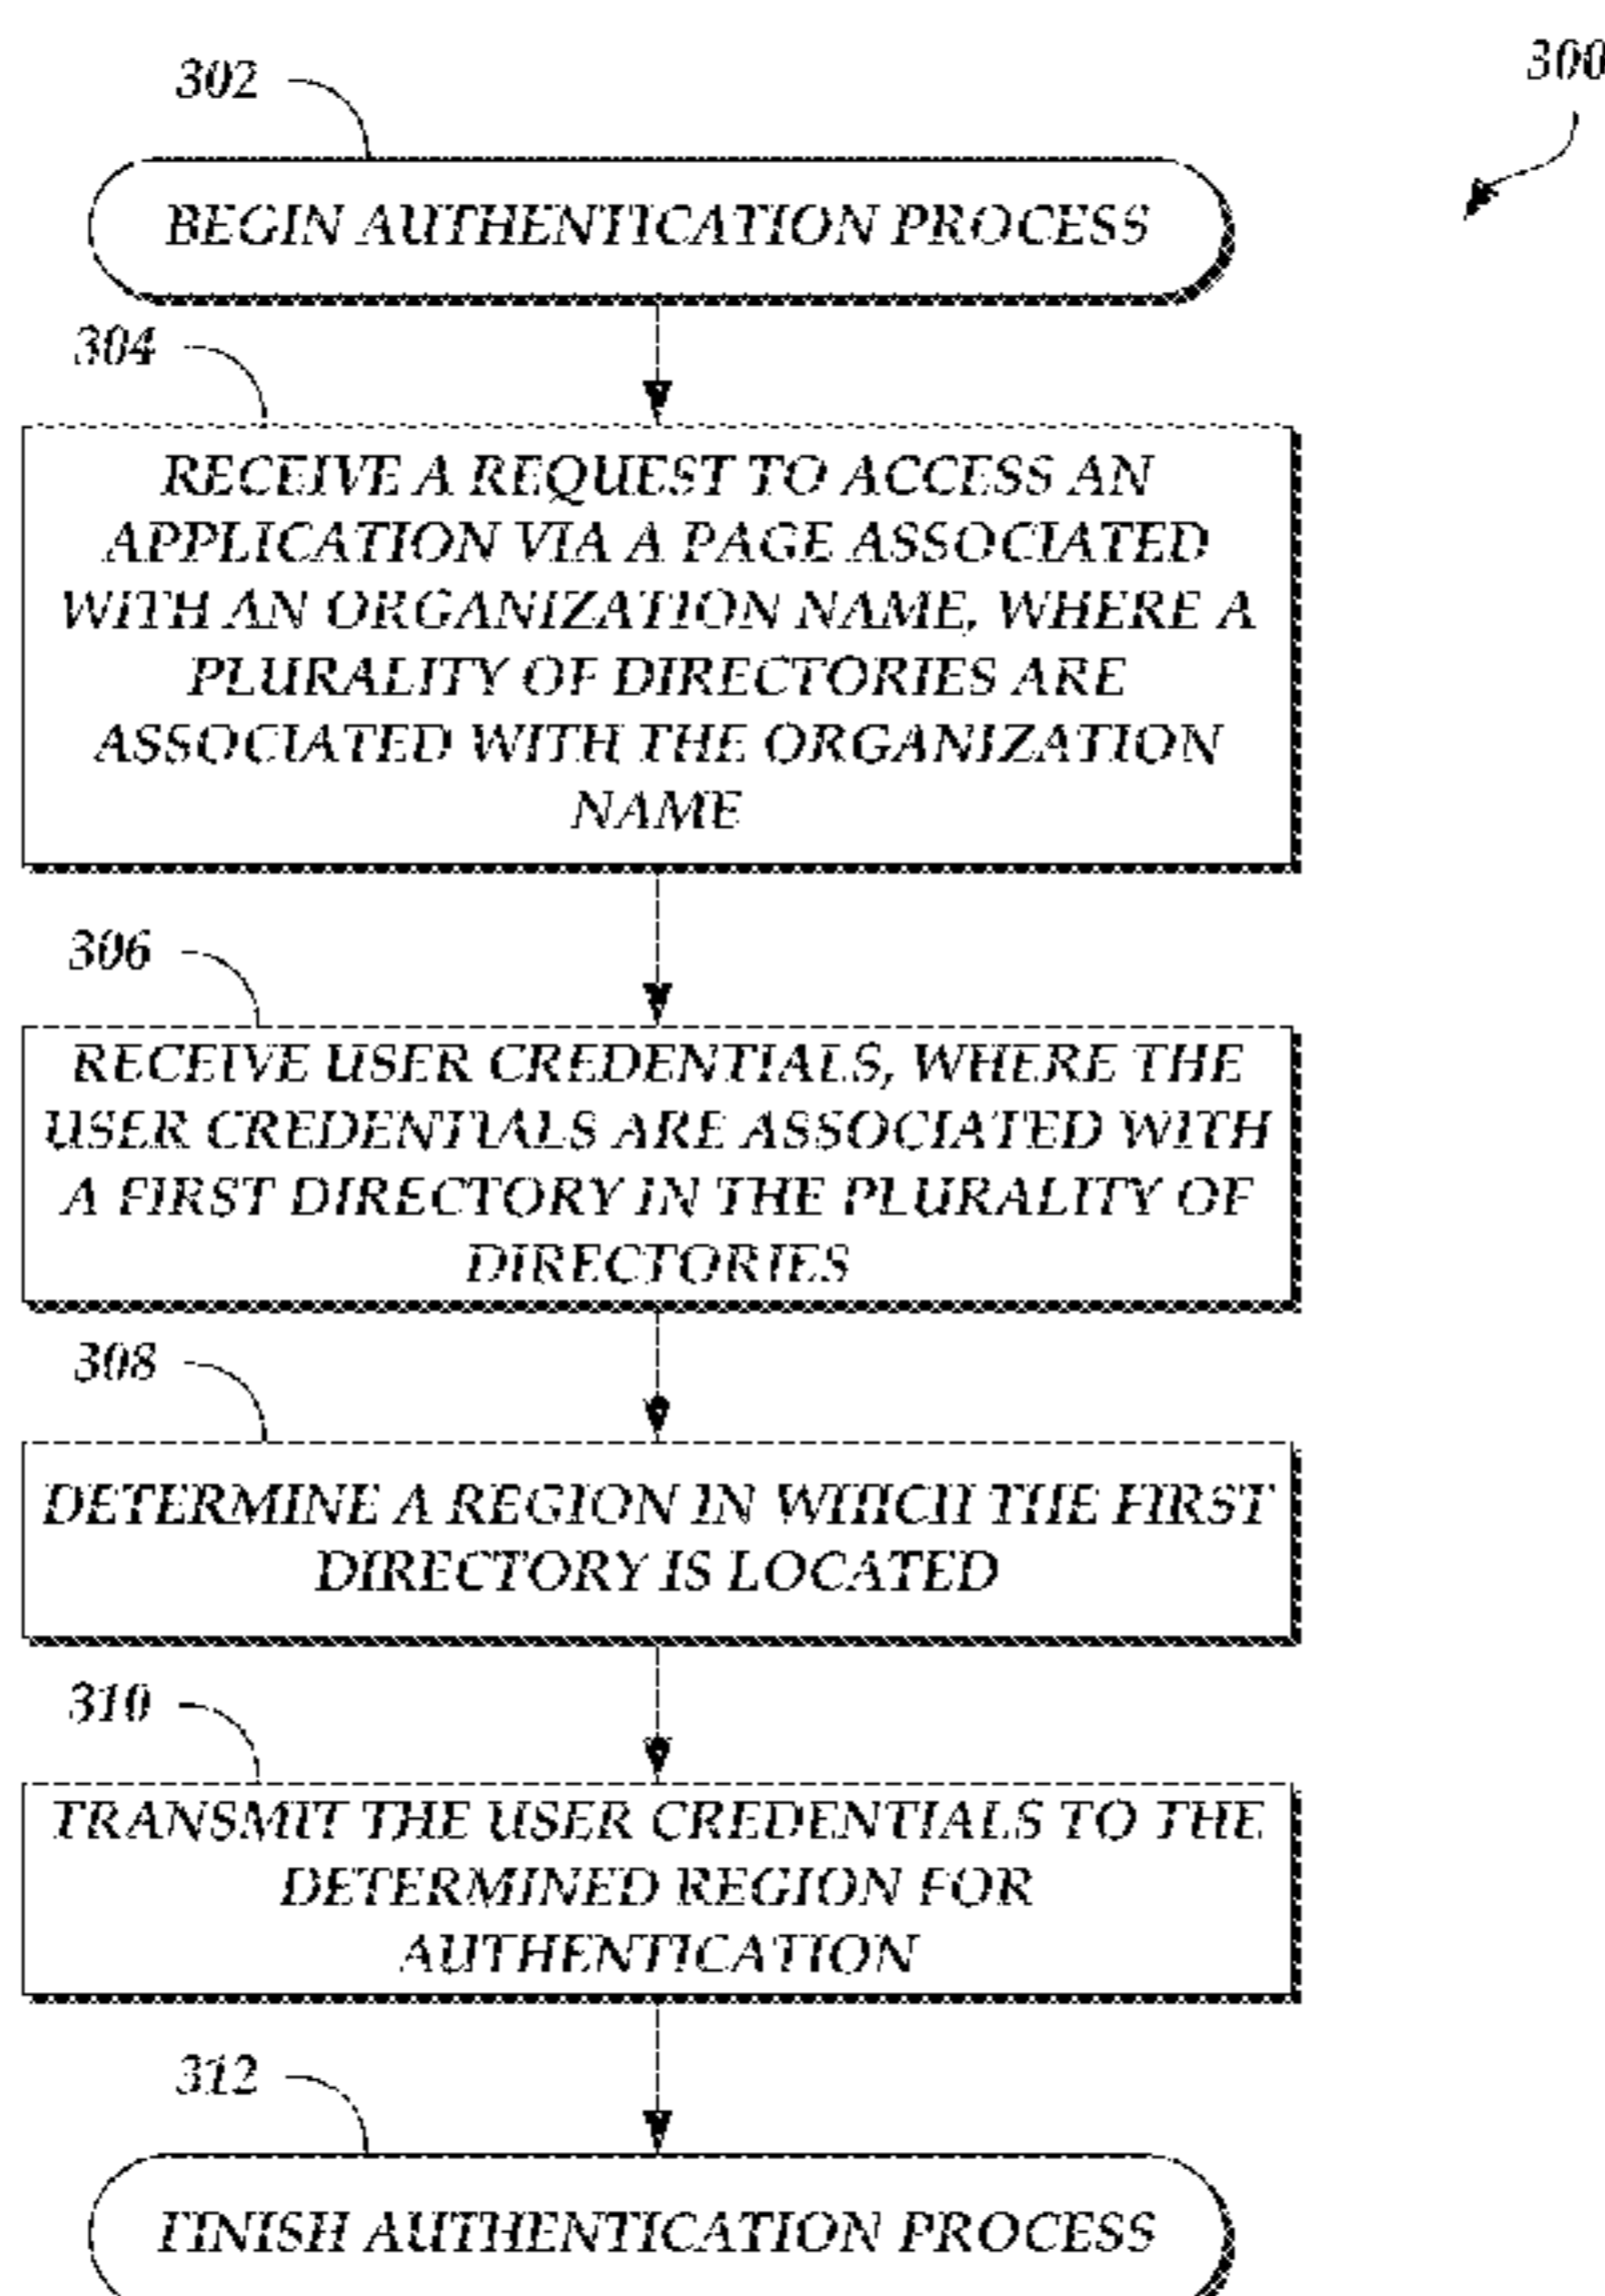 300
302
BEGIN AUTHENTICATION PROCESS
304
RECEIVE A REQUEST TO ACCESS AN
APPLICATION VIA A PAGE ASSOCIATED
WITH AN ORGANIZATION NAME, WHERE A
PLURALITY OF DIRECTORIES ARE
ASSOCIATED WITH THE ORGANIZATION
NAME
306
RECEIVE USER CREDENTIALS, WHERE THE
USER CREDENTIALS ARE ASSOCIATED WITH
A FIRST DIRECTORY IN THE PLURALITY OF
DIRECTORIES
308
DETERMINE A REGION IN WHICH THE FIRST
DIRECTORY IS LOCATED
310
TRANSMIT THE USER CREDENTIALS TO THE
DETERMINED REGION FOR
AUTHENTICATION
312
FINISH AUTHENTICATION PROCESS